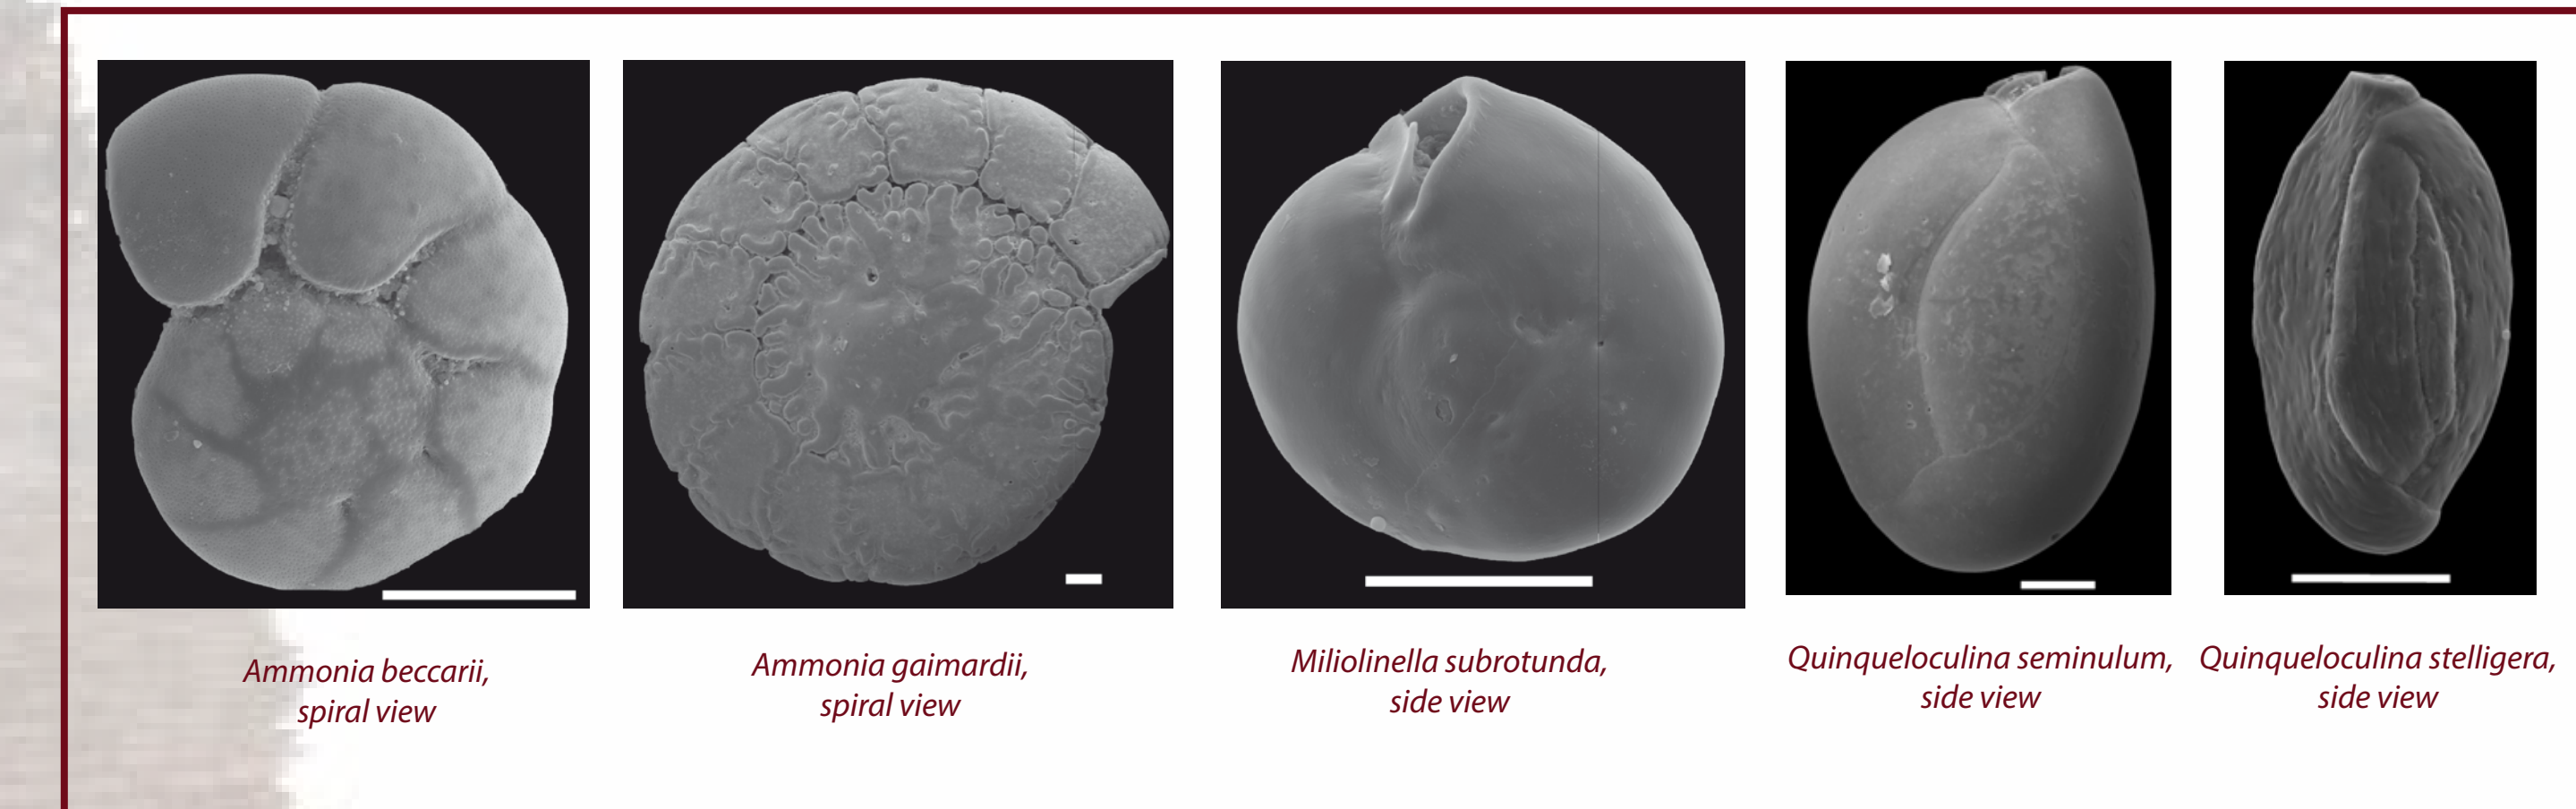 Ammonia beccarii,
spiral view
Ammonia gaimardii,
spiral view
Miliolinella subrotunda,
side view
Quinqueloculina seminulum,
side view
Quinqueloculina stelligera,
side view